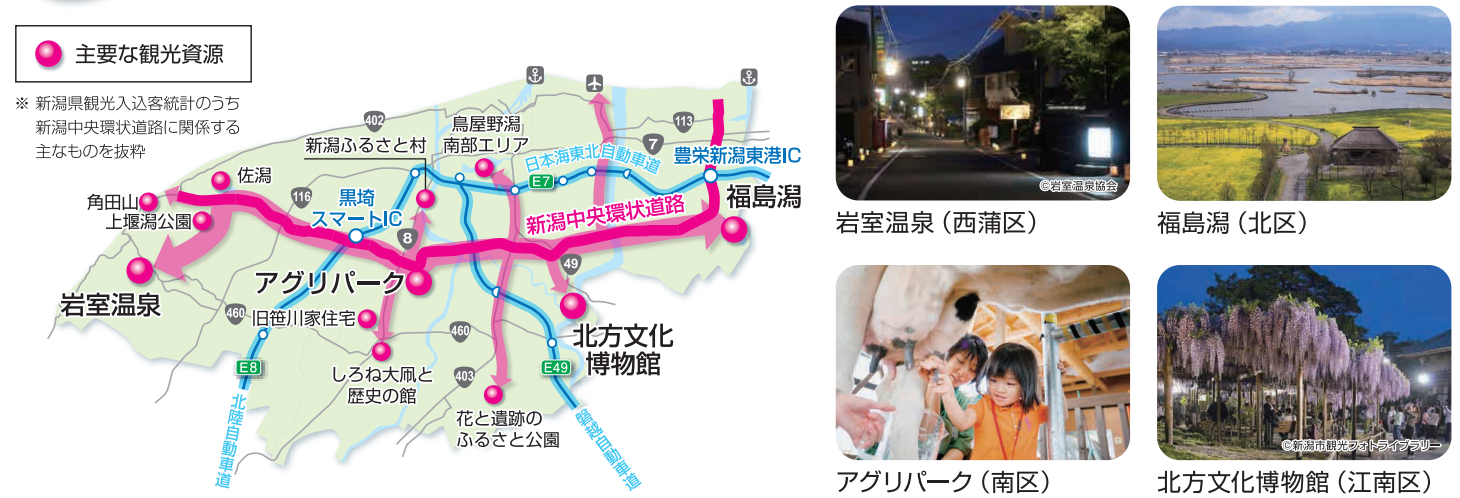 主要な観光資源
※ 新潟県観光入込客統計のうち
新潟中央環状道路に関係する
主なものを抜粋
402
113
7
鳥屋野潟
南部エリア
新潟ふるさと村
日本海東北自動車道
E7
豊栄新潟東港IC
佐潟
角田山
上堰潟公園
116
黒埼
スマートIC
8
新潟中央環状道路
福島潟
49
アグリパーク
岩室温泉
460
旧笹川家住宅
460
北方文化
博物館
E8
しろね大凧と
歴史の館
403
E49
花と遺跡の
ふるさと公園
北陸自動車道
磐越自動車道
©岩室温泉協会
岩室温泉（西蒲区）
福島潟（北区）
アグリパーク（南区）
©新潟市観光フォトライブラリー
北方文化博物館（江南区）